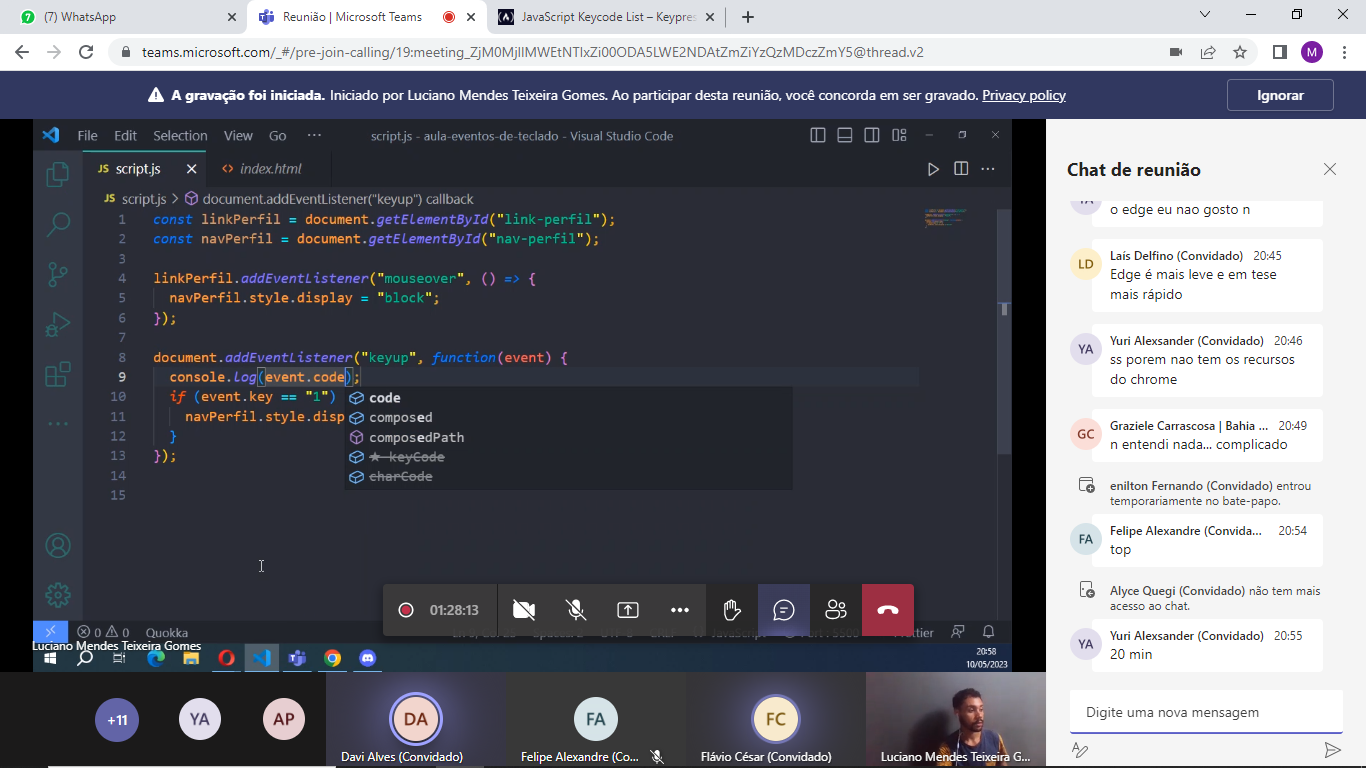 (7) WhatsApp
Reunião | Microsoft Teams
JavaScript Keycode List – Keypres
teams.microsoft.com/_#/pre-join-calling/19:meeting_ZjM0MjllMWEtNTIxZi00ODA5LWE2NDAtZmZiYzQzMDczZmY5@thread.v2
M
A gravação foi iniciada. Iniciado por Luciano Mendes Teixeira Gomes. Ao participar desta reunião, você concorda em ser gravado. Privacy policy
Ignorar
File Edit Selection View Go ···
script.js - aula-eventos-de-teclado - Visual Studio Code
JS script.js
<> index.html
JS script.js > document.addEventListener("keyup") callback
1 const linkPerfil = document.getElementById("link-perfil");
2 const navPerfil = document.getElementById("nav-perfil");
3
4 linkPerfil.addEventListener("mouseover", () => {
5 navPerfil.style.display = "block";
6 });
7
8 document.addEventListener("keyup", function(event) {
9 console.log(event.code);
10 if (event.key == "1")
11 navPerfil.style.disp
12 }
13 });
14
15
code
composed
composedPath
★ keyCode
charCode
01:28:13
0 0 Quokka
Luciano Mendes Teixeira Gomes
20:58
10/05/2023
+11
YA
AP
DA
Davi Alves (Convidado)
FA
Felipe Alexandre (Co...
FC
Flávio César (Convidado)
Luciano Mendes Teixeira G...
Chat de reunião
YA
o edge eu nao gosto n
LD
Laís Delfino (Convidado) 20:45
Edge é mais leve e em tese
mais rápido
YA
Yuri Alexsander (Convidado) 20:46
ss porem nao tem os recursos
do chrome
GC
Graziele Carrascosa | Bahia ... 20:49
n entendi nada... complicado
enilton Fernando (Convidado) entrou
temporariamente no bate-papo.
FA
Felipe Alexandre (Convida... 20:54
top
Alyce Quegi (Convidado) não tem mais
acesso ao chat.
YA
Yuri Alexsander (Convidado) 20:55
20 min
Digite uma nova mensagem